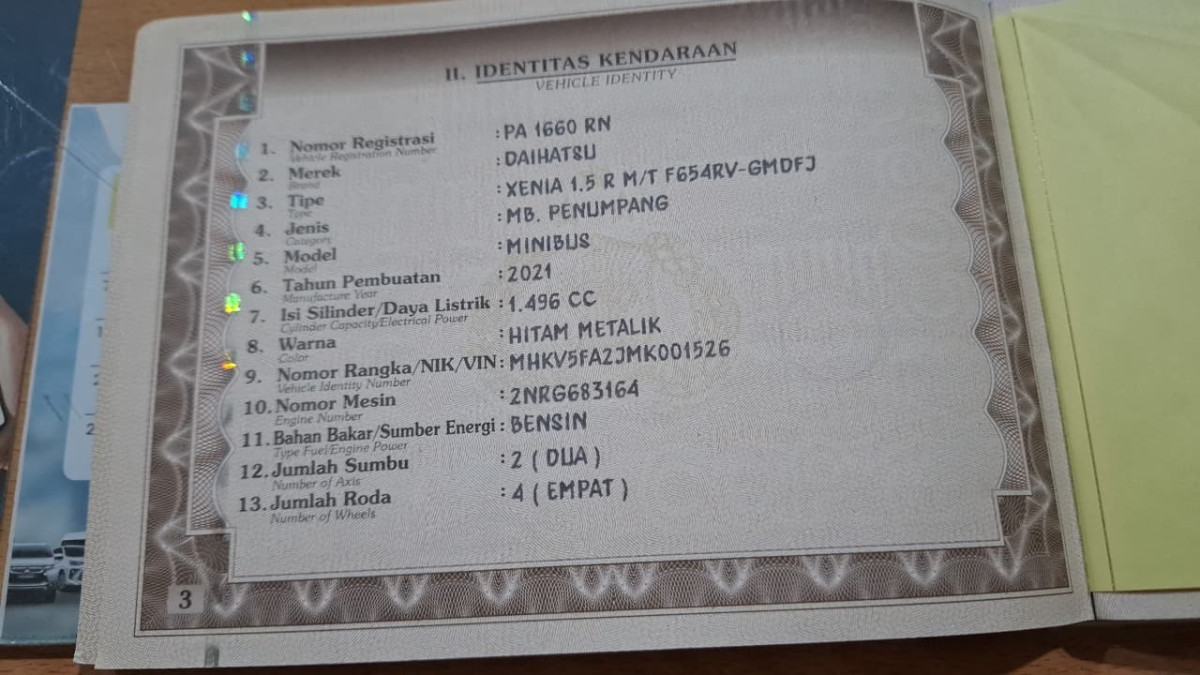 II. IDENTITAS KENDARAAN
VEHICLE IDENTITY
1. Nomor Registrasi : PA 1660 RN
Vehicle Registration Number
2. Merek : DAIHATSU
Brand
3. Tipe : XENIA 1.5 R M/T F654RV-GMDFJ
Type
4. Jenis : MB. PENUMPANG
Category
5. Model : MINIBUS
Model
6. Tahun Pembuatan : 2021
Manufacture Year
7. Isi Silinder/Daya Listrik : 1.496 CC
Cylinder Capacity/Electrical Power
8. Warna : HITAM METALIK
Color
9. Nomor Rangka/NIK/VIN : MHKV5FA2JMK001526
Vehicle Identity Number
10. Nomor Mesin : 2NRG683164
Engine Number
11. Bahan Bakar/Sumber Energi : BENSIN
Type Fuel/Engine Power
12. Jumlah Sumbu : 2 ( DUA )
Number of Axis
13. Jumlah Roda : 4 ( EMPAT )
Number of Wheels
3